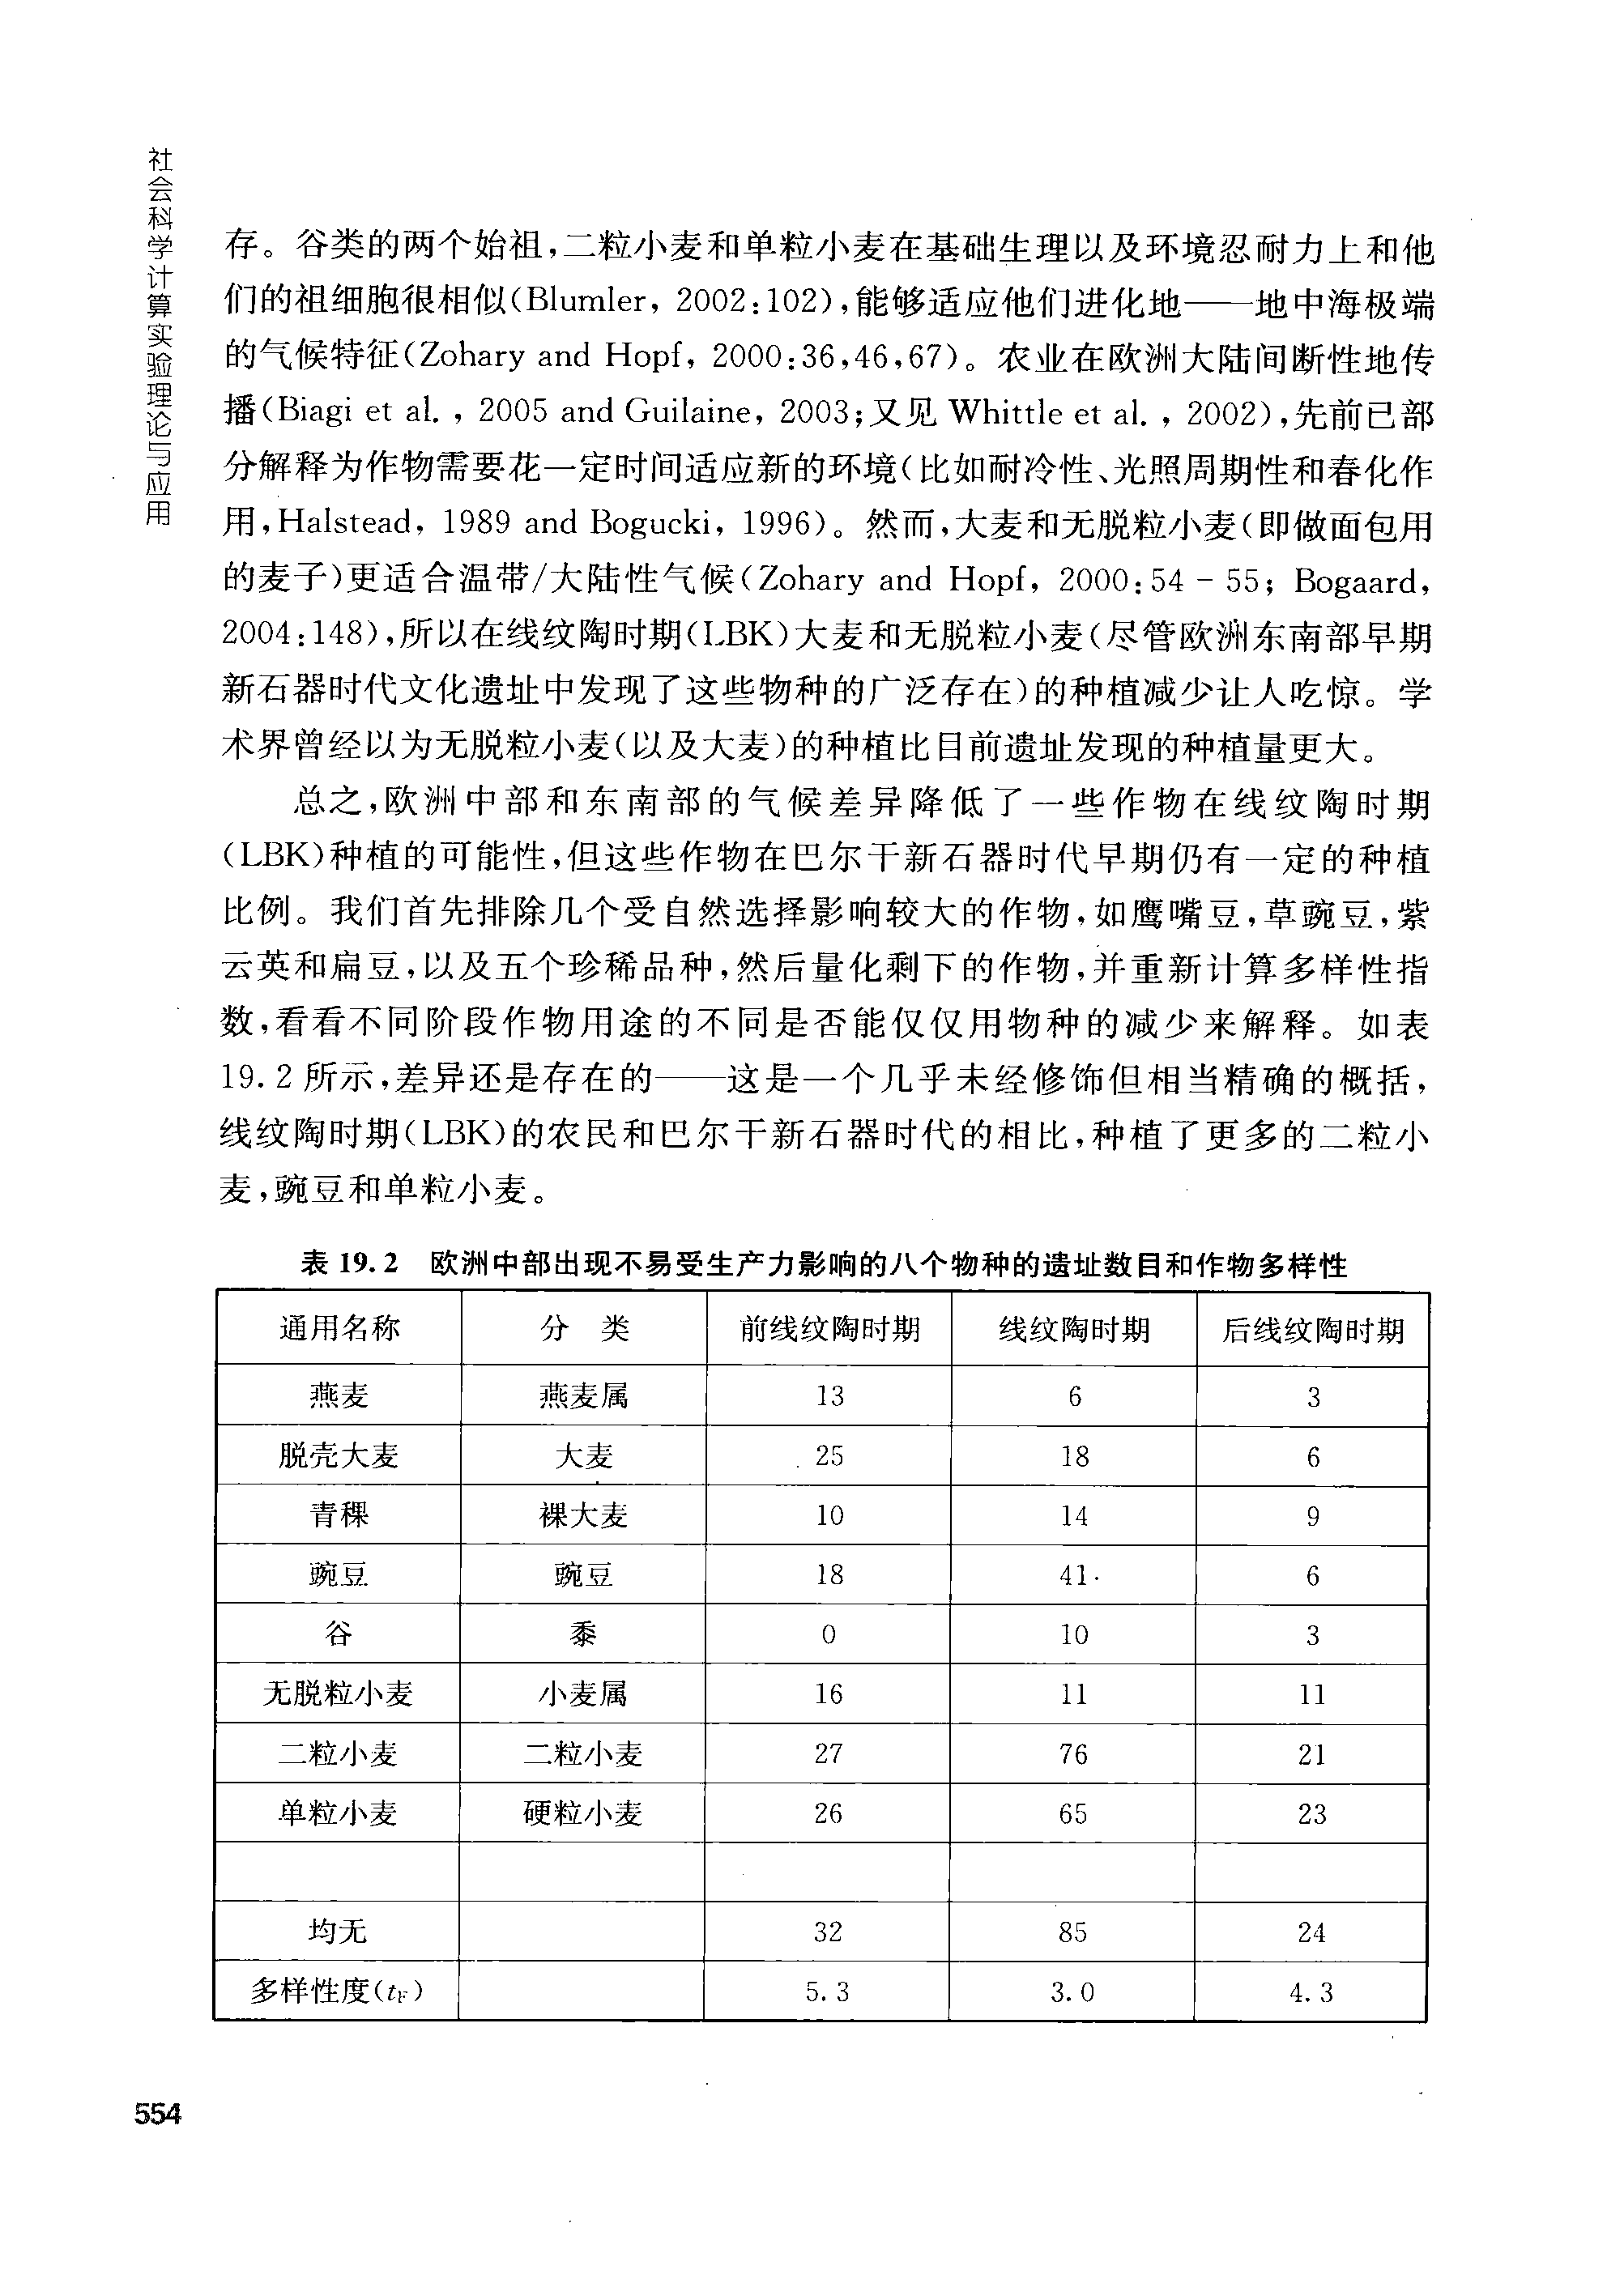 社会科学计算实验理论与应用
存。谷类的两个始祖,二粒小麦和单粒小麦在基础生理以及环境忍耐力上和他
们的祖细胞很相似(Blumler, 2002:102),能够适应他们进化地——地中海极端
的气候特征(Zohary and Hopf, 2000:36,46,67)。农业在欧洲大陆间断性地传
播(Biagi et al. , 2005 and Guilaine, 2003;又见 Whittle et al. , 2002),先前已部
分解释为作物需要花一定时间适应新的环境(比如耐冷性、光照周期性和春化作
用,Halstead, 1989 and Bogucki, 1996)。然而,大麦和无脱粒小麦(即做面包用
的麦子)更适合温带/大陆性气候(Zohary and Hopf, 2000:54－55; Bogaard,
2004:148),所以在线纹陶时期(LBK)大麦和无脱粒小麦(尽管欧洲东南部早期
新石器时代文化遗址中发现了这些物种的广泛存在)的种植减少让人吃惊。学
术界曾经以为无脱粒小麦(以及大麦)的种植比目前遗址发现的种植量更大。
总之,欧洲中部和东南部的气候差异降低了一些作物在线纹陶时期
(LBK)种植的可能性,但这些作物在巴尔干新石器时代早期仍有一定的种植
比例。我们首先排除几个受自然选择影响较大的作物,如鹰嘴豆,草豌豆,紫
云英和扁豆,以及五个珍稀品种,然后量化剩下的作物,并重新计算多样性指
数,看看不同阶段作物用途的不同是否能仅仅用物种的减少来解释。如表
19.2 所示,差异还是存在的——这是一个几乎未经修饰但相当精确的概括,
线纹陶时期(LBK)的农民和巴尔干新石器时代的相比,种植了更多的二粒小
麦,豌豆和单粒小麦。
表 19.2 欧洲中部出现不易受生产力影响的八个物种的遗址数目和作物多样性
通用名称 分 类 前线纹陶时期 线纹陶时期 后线纹陶时期
燕麦 燕麦属 13 6 3
脱壳大麦 大麦 25 18 6
青稞 裸大麦 10 14 9
豌豆 豌豆 18 41 6
谷 黍 0 10 3
无脱粒小麦 小麦属 16 11 11
二粒小麦 二粒小麦 27 76 21
单粒小麦 硬粒小麦 26 65 23
均无 32 85 24
多样性度(tF) 5.3 3.0 4.3
554